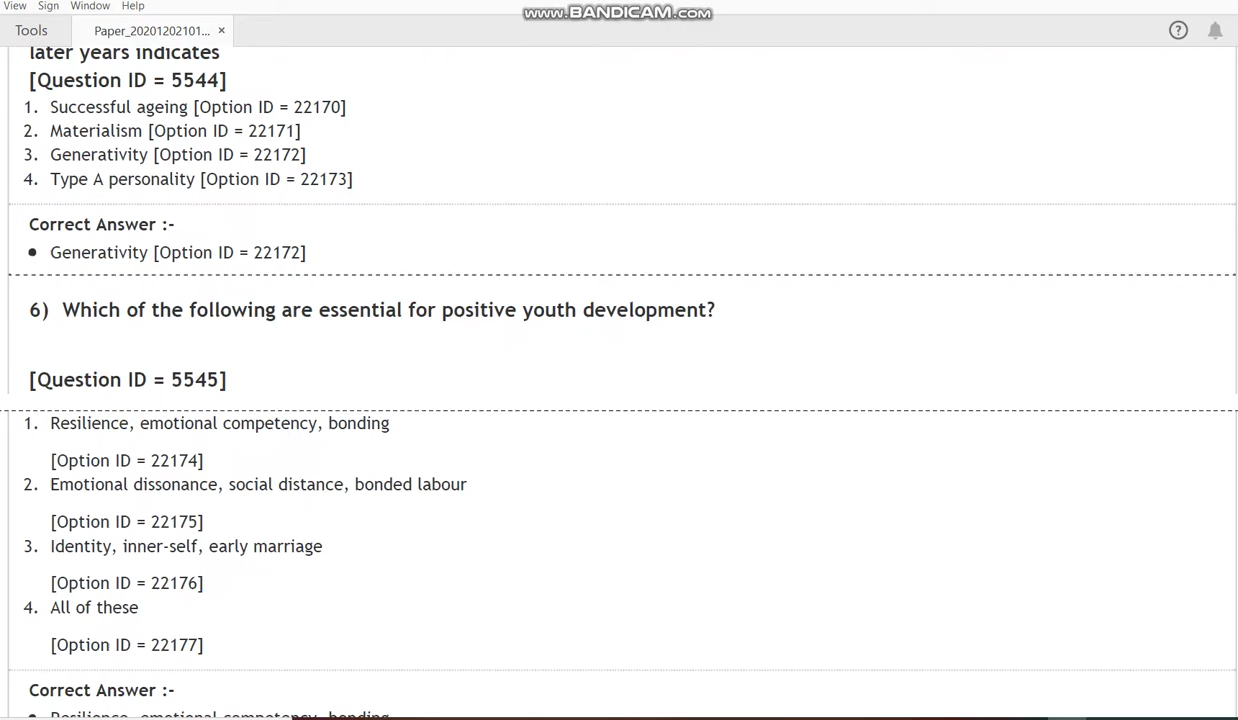 View Sign Window Help
www.BANDICAM.com
Tools Paper_20201202101... ×
later years indicates
[Question ID = 5544]
1. Successful ageing [Option ID = 22170]
2. Materialism [Option ID = 22171]
3. Generativity [Option ID = 22172]
4. Type A personality [Option ID = 22173]
Correct Answer :-
• Generativity [Option ID = 22172]
6) Which of the following are essential for positive youth development?
[Question ID = 5545]
1. Resilience, emotional competency, bonding
[Option ID = 22174]
2. Emotional dissonance, social distance, bonded labour
[Option ID = 22175]
3. Identity, inner-self, early marriage
[Option ID = 22176]
4. All of these
[Option ID = 22177]
Correct Answer :-
• Resilience, emotional competency, bonding